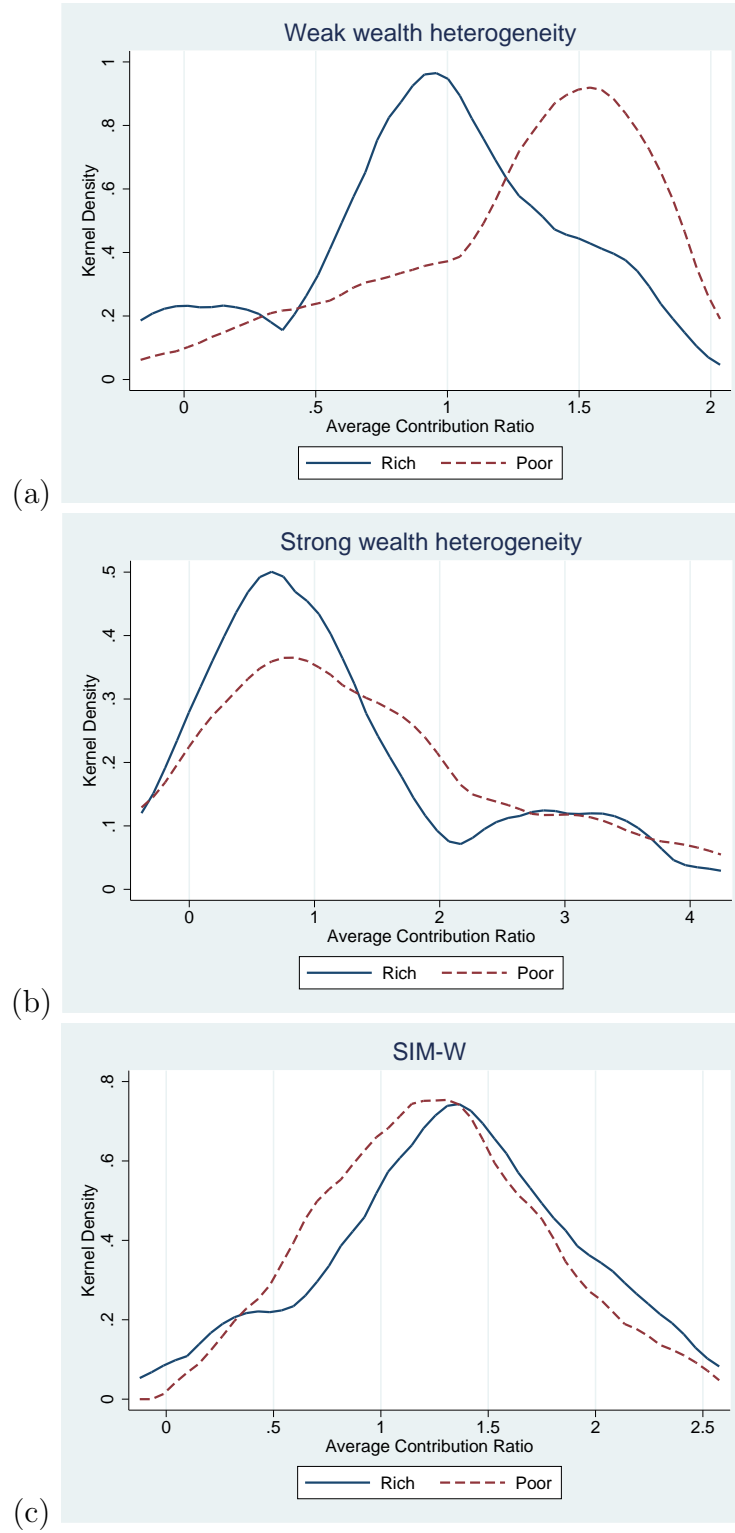 Weak wealth heterogeneity
Kernel Density
1
.8
.6
.4
.2
0
0 .5 1 1.5 2
Average Contribution Ratio
Rich Poor
(a)
Strong wealth heterogeneity
Kernel Density
.5
.4
.3
.2
.1
0
0 1 2 3 4
Average Contribution Ratio
Rich Poor
(b)
SIM-W
Kernel Density
.8
.6
.4
.2
0
0 .5 1 1.5 2 2.5
Average Contribution Ratio
Rich Poor
(c)